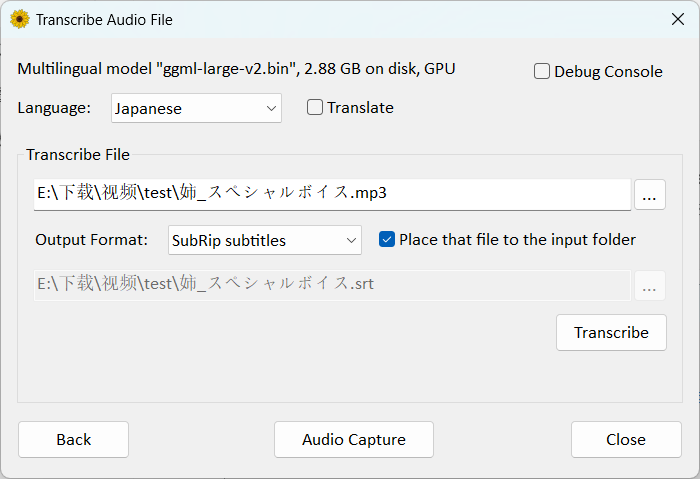 Transcribe Audio File
Multilingual model "ggml-large-v2.bin", 2.88 GB on disk, GPU
Debug Console
Language: Japanese Translate
Transcribe File
E:\下载\视频\test\姉_スペシャルボイス.mp3 ...
Output Format: SubRip subtitles Place that file to the input folder
E:\下载\视频\test\姉_スペシャルボイス.srt ...
Transcribe
Back Audio Capture Close